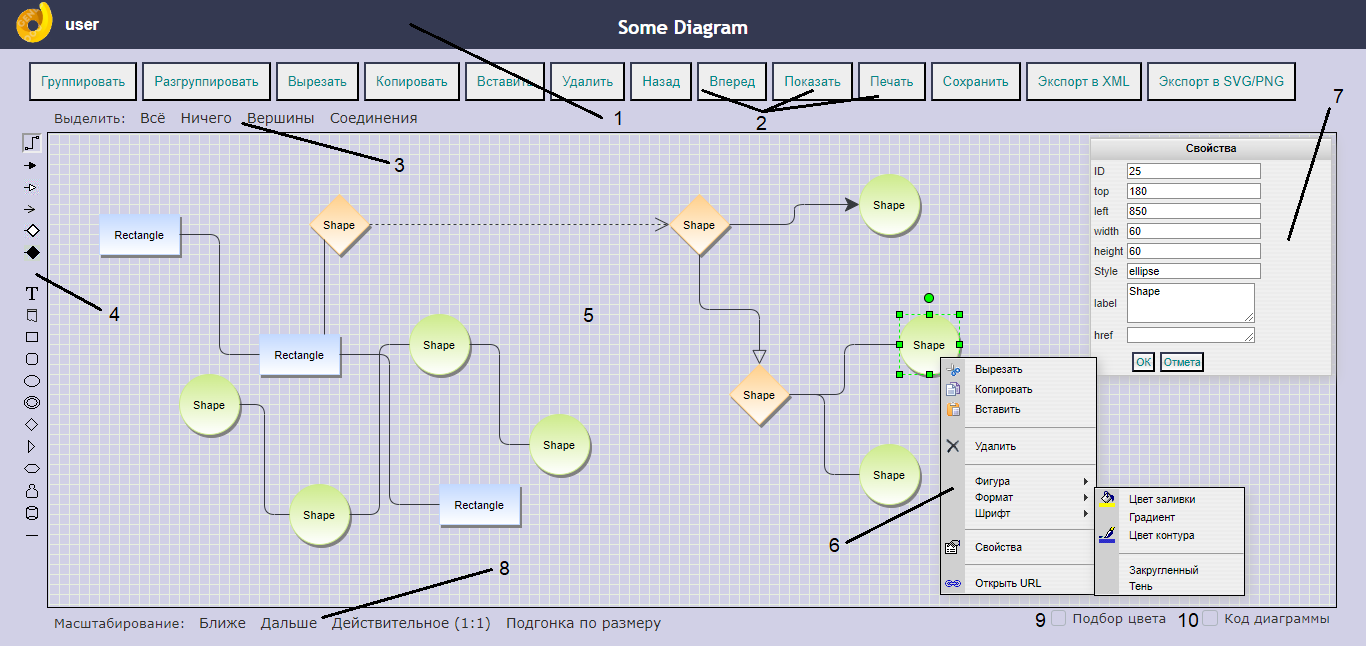 user
Some Diagram
Группировать Разгруппировать Вырезать Копировать Вставить Удалить Назад Вперед Показать Печать Сохранить Экспорт в XML Экспорт в SVG/PNG
1
2
Выделить: Всё Ничего Вершины Соединения
3
7
Свойства
ID 25
top 180
left 850
width 60
height 60
Style ellipse
label Shape
href
OK Отмета
Shape
Shape
Shape
Rectangle
4
T
5
Shape
Shape
Rectangle
Shape
Shape
Shape
Shape
Rectangle
Shape
Shape
6
Вырезать
Копировать
Вставить
Удалить
Фигура
Формат
Шрифт
Свойства
Открыть URL
Цвет заливки
Градиент
Цвет контура
Закругленный
Тень
8
Масштабирование: Ближе Дальше Действительное (1:1) Подгонка по размеру
9 Подбор цвета 10 Код диаграммы